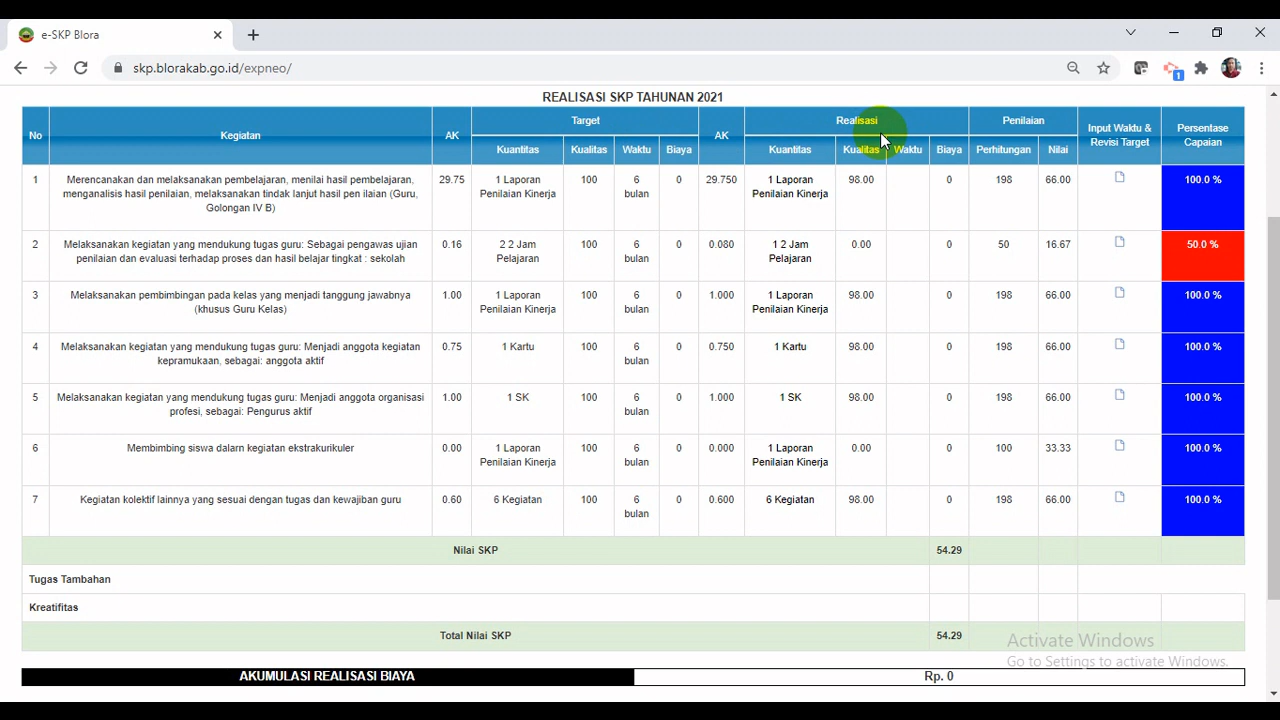 e-SKP Blora
skp.blorakab.go.id/expneo/
1
REALISASI SKP TAHUNAN 2021
No Kegiatan AK Target AK Realisasi Penilaian Input Waktu & Revisi Target Persentase Capaian
Kuantitas Kualitas Waktu Biaya Kuantitas Kualitas Waktu Biaya Perhitungan Nilai
1 Merencanakan dan melaksanakan pembelajaran, menilai hasil pembelajaran, 29.75 1 Laporan 100 6 0 29.750 1 Laporan 98.00 0 198 66.00 100.0 %
menganalisis hasil penilaian, melaksanakan tindak lanjut hasil pen ilaian (Guru, Penilaian Kinerja bulan Penilaian Kinerja
Golongan IV B)
2 Melaksanakan kegiatan yang mendukung tugas guru: Sebagai pengawas ujian 0.16 2 2 Jam 100 6 0 0.080 1 2 Jam 0.00 0 50 16.67 50.0 %
penilaian dan evaluasi terhadap proses dan hasil belajar tingkat : sekolah Pelajaran bulan Pelajaran
3 Melaksanakan pembimbingan pada kelas yang menjadi tanggung jawabnya 1.00 1 Laporan 100 6 0 1.000 1 Laporan 98.00 0 198 66.00 100.0 %
(khusus Guru Kelas) Penilaian Kinerja bulan Penilaian Kinerja
4 Melaksanakan kegiatan yang mendukung tugas guru: Menjadi anggota kegiatan 0.75 1 Kartu 100 6 0 0.750 1 Kartu 98.00 0 198 66.00 100.0 %
kepramukaan, sebagai: anggota aktif bulan
5 Melaksanakan kegiatan yang mendukung tugas guru: Menjadi anggota organisasi 1.00 1 SK 100 6 0 1.000 1 SK 98.00 0 198 66.00 100.0 %
profesi, sebagai: Pengurus aktif bulan
6 Membimbing siswa dalam kegiatan ekstrakurikuler 0.00 1 Laporan 100 6 0 0.000 1 Laporan 0.00 0 100 33.33 100.0 %
Penilaian Kinerja bulan Penilaian Kinerja
7 Kegiatan kolektif lainnya yang sesuai dengan tugas dan kewajiban guru 0.60 6 Kegiatan 100 6 0 0.600 6 Kegiatan 98.00 0 198 66.00 100.0 %
bulan
Nilai SKP 54.29
Tugas Tambahan
Kreatifitas
Total Nilai SKP 54.29
Activate Windows
Go to Settings to activate Windows.
AKUMULASI REALISASI BIAYA Rp. 0